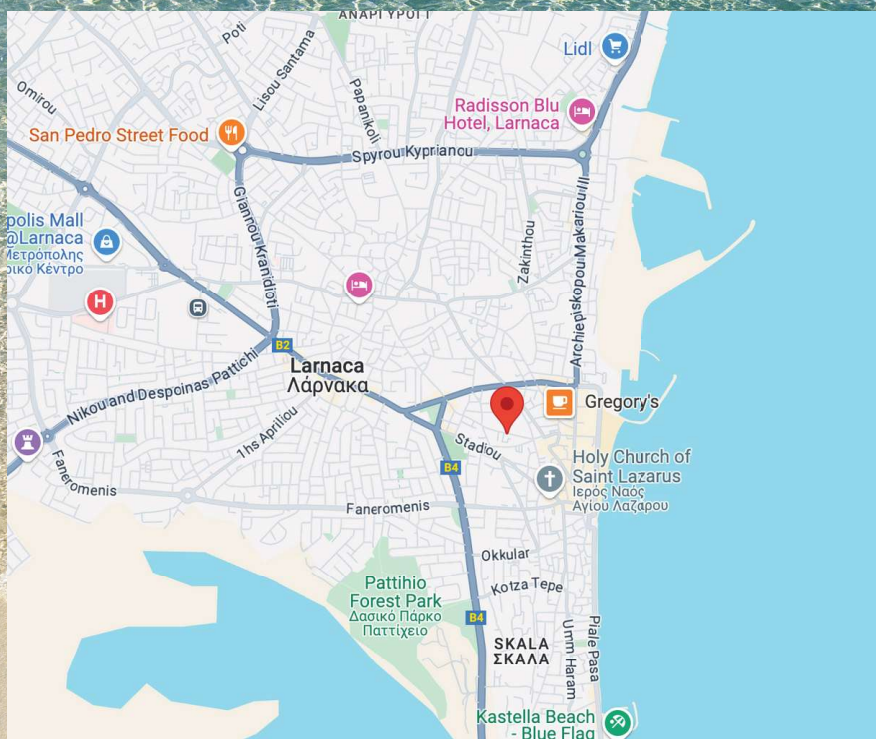 ΑΝΑΡΓΥΡΟΙ Ι
Poti
Lisou Santama
Omirou
Papanikoli
Lidl
Radisson Blu
Hotel, Larnaca
San Pedro Street Food
Spyrou Kyprianou
polis Mall
@Larnaca
Μετρόπολης
ρικό Κέντρο
Giannou Kranidioti
Zakinthou
Archiepiskopou Makariou III
H
B2
Larnaca
Λάρνακα
Nikou and Despoinas Pattichi
1hs Apriliou
Gregory's
Stadiou
B4
Faneromenis
Faneromenis
Holy Church of
Saint Lazarus
Ιερός Ναός
Αγίου Λαζάρου
Okkular
Kotza Tepe
Pattihio
Forest Park
Δασικό Πάρκο
Παττίχειο
B4
SKALA
ΣΚΑΛΑ
Umm Haram
Piale Pasa
Kastella Beach
- Blue Flag